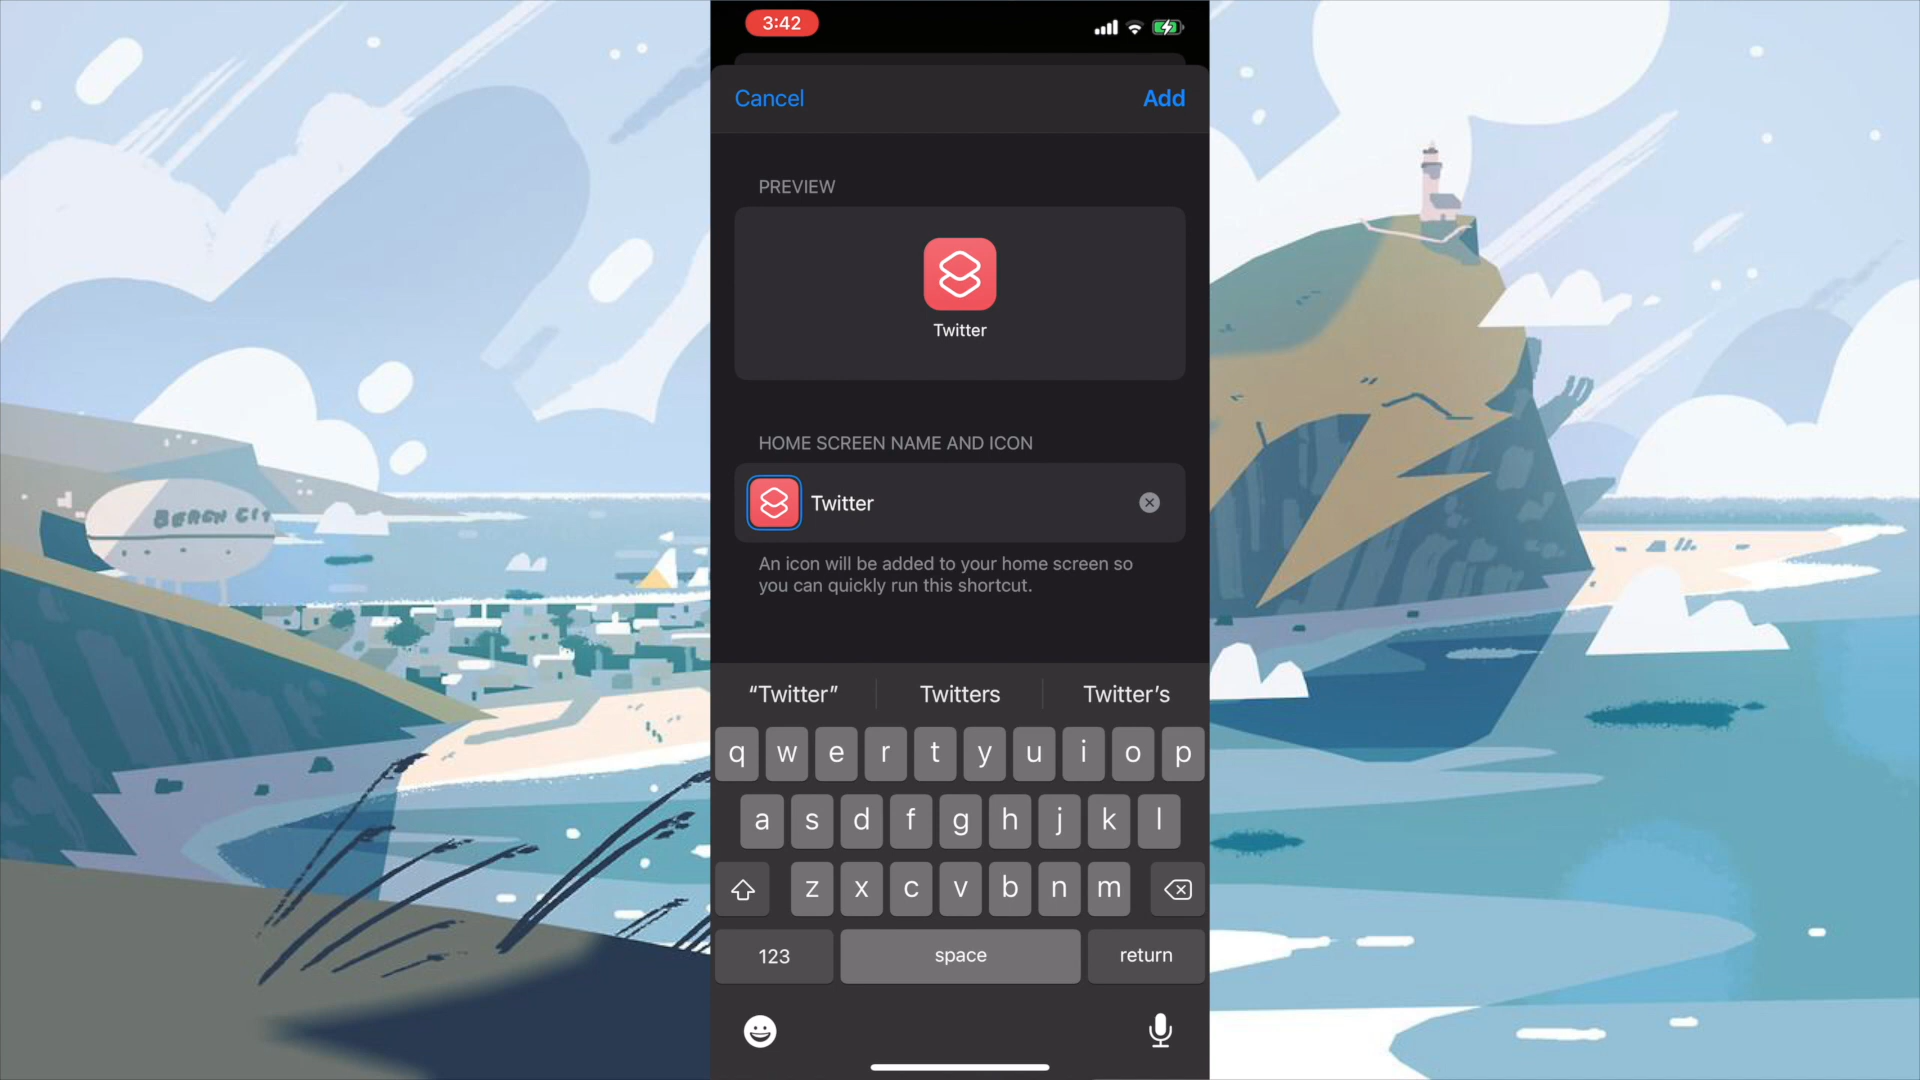 3:42
Cancel
Add
PREVIEW
Twitter
HOME SCREEN NAME AND ICON
Twitter
An icon will be added to your home screen so
you can quickly run this shortcut.
“Twitter” Twitters Twitter’s
q w e r t y u i o p
a s d f g h j k l
z x c v b n m
123 space return